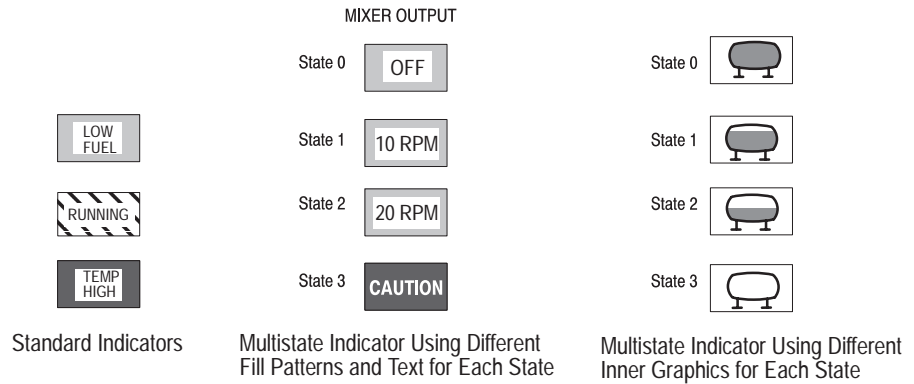 MIXER OUTPUT
State 0
OFF
State 1
10 RPM
State 2
20 RPM
State 3
CAUTION
LOW
FUEL
RUNNING
TEMP
HIGH
State 0
State 1
State 2
State 3
Standard Indicators
Multistate Indicator Using Different
Fill Patterns and Text for Each State
Multistate Indicator Using Different
Inner Graphics for Each State